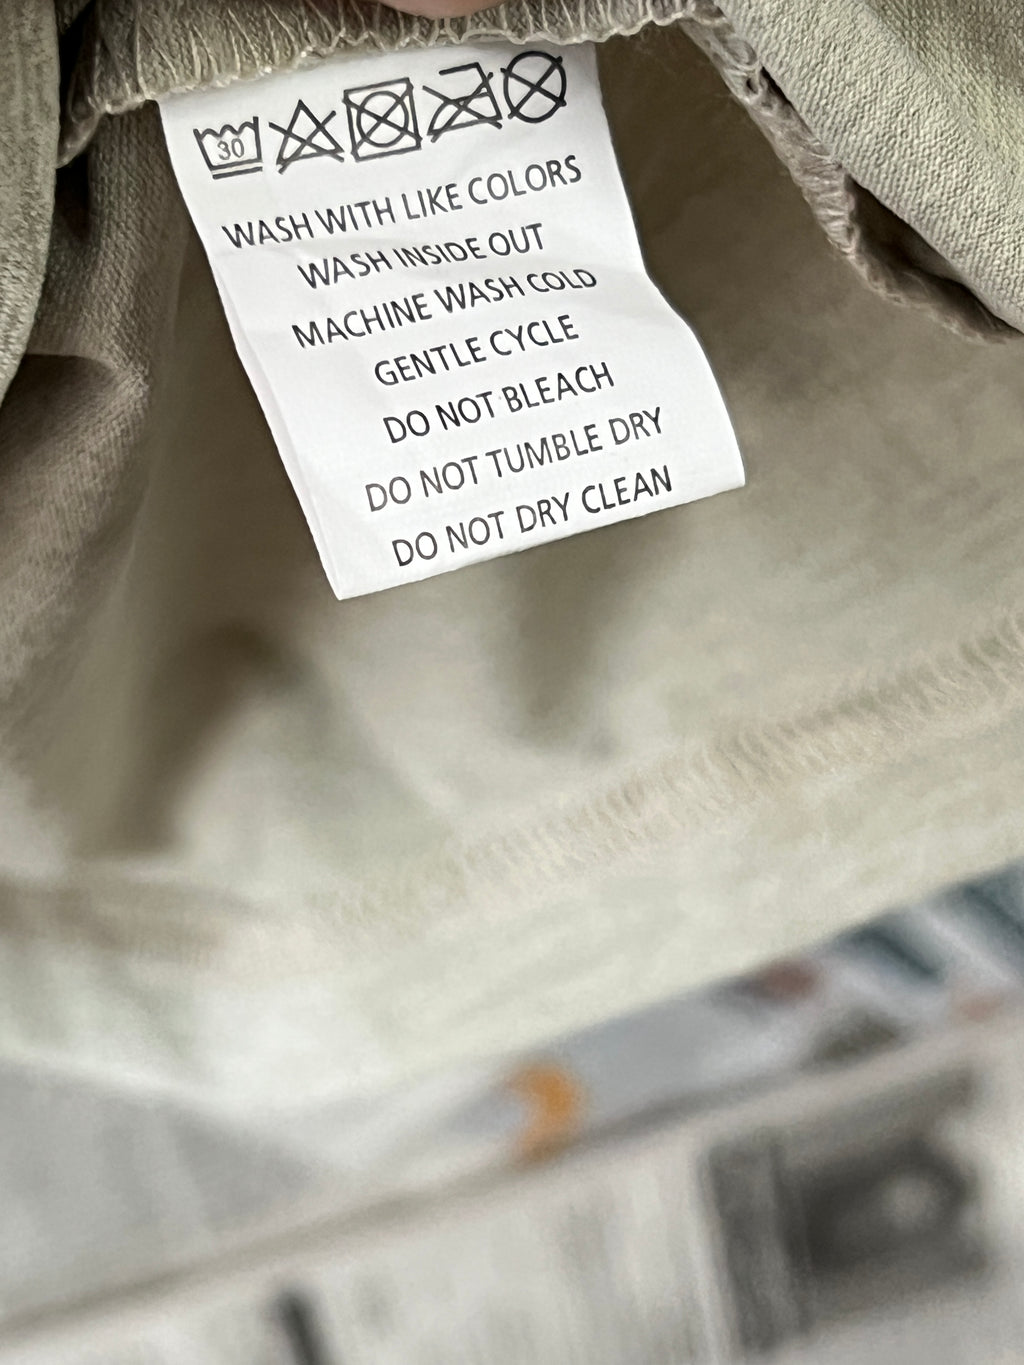 30
WASH WITH LIKE COLORS
WASH INSIDE OUT
MACHINE WASH COLD
GENTLE CYCLE
DO NOT BLEACH
DO NOT TUMBLE DRY
DO NOT DRY CLEAN